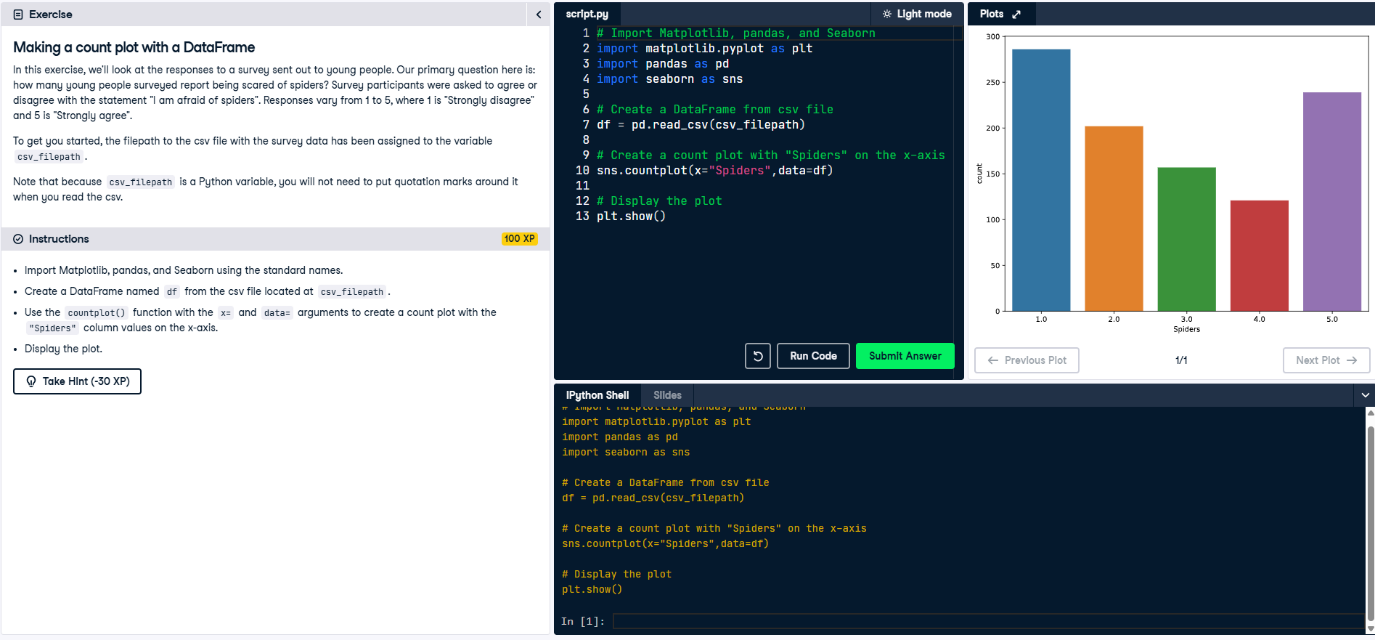 Exercise
Making a count plot with a DataFrame
In this exercise, we'll look at the responses to a survey sent out to young people. Our primary question here is:
how many young people surveyed report being scared of spiders? Survey participants were asked to agree or
disagree with the statement "I am afraid of spiders". Responses vary from 1 to 5, where 1 is "Strongly disagree"
and 5 is "Strongly agree".
To get you started, the filepath to the csv file with the survey data has been assigned to the variable
csv_filepath .
Note that because csv_filepath is a Python variable, you will not need to put quotation marks around it
when you read the csv.
Instructions
100 XP
Import Matplotlib, pandas, and Seaborn using the standard names.
Create a DataFrame named df from the csv file located at csv_filepath .
Use the countplot() function with the x= and data= arguments to create a count plot with the
"Spiders" column values on the x-axis.
Display the plot.
Take Hint (-30 XP)
script.py
Light mode
1 # Import Matplotlib, pandas, and Seaborn
2 import matplotlib.pyplot as plt
3 import pandas as pd
4 import seaborn as sns
5
6 # Create a DataFrame from csv file
7 df = pd.read_csv(csv_filepath)
8
9 # Create a count plot with "Spiders" on the x-axis
10 sns.countplot(x="Spiders",data=df)
11
12 # Display the plot
13 plt.show()
Run Code
Submit Answer
Plots
300
250
200
150
100
50
0
count
1.0 2.0 3.0 4.0 5.0
Spiders
Previous Plot
1/1
Next Plot
IPython Shell
Slides
# Import Matplotlib, pandas, and Seaborn
import matplotlib.pyplot as plt
import pandas as pd
import seaborn as sns
# Create a DataFrame from csv file
df = pd.read_csv(csv_filepath)
# Create a count plot with "Spiders" on the x-axis
sns.countplot(x="Spiders",data=df)
# Display the plot
plt.show()
In [1]: